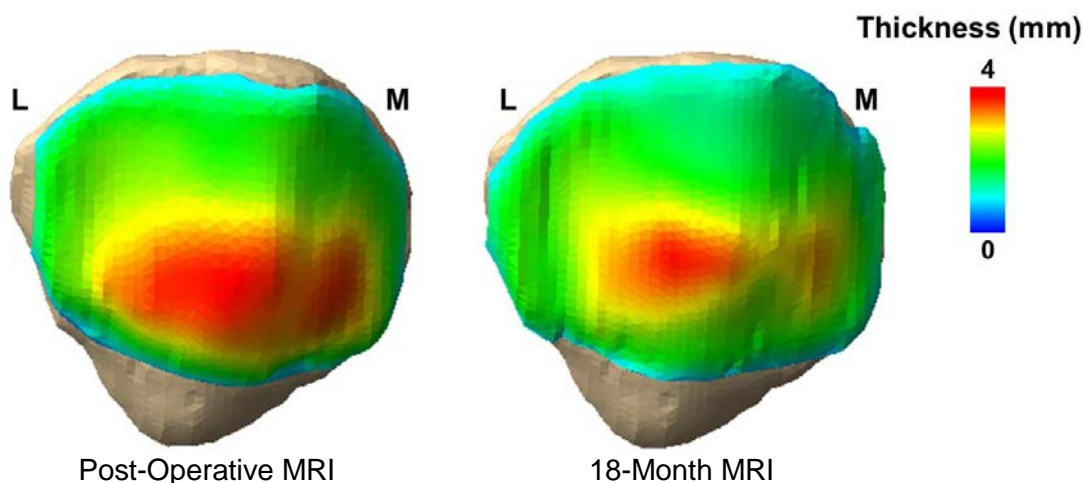 Thickness (mm)
4
0
L
M
L
M
Post-Operative MRI
18-Month MRI